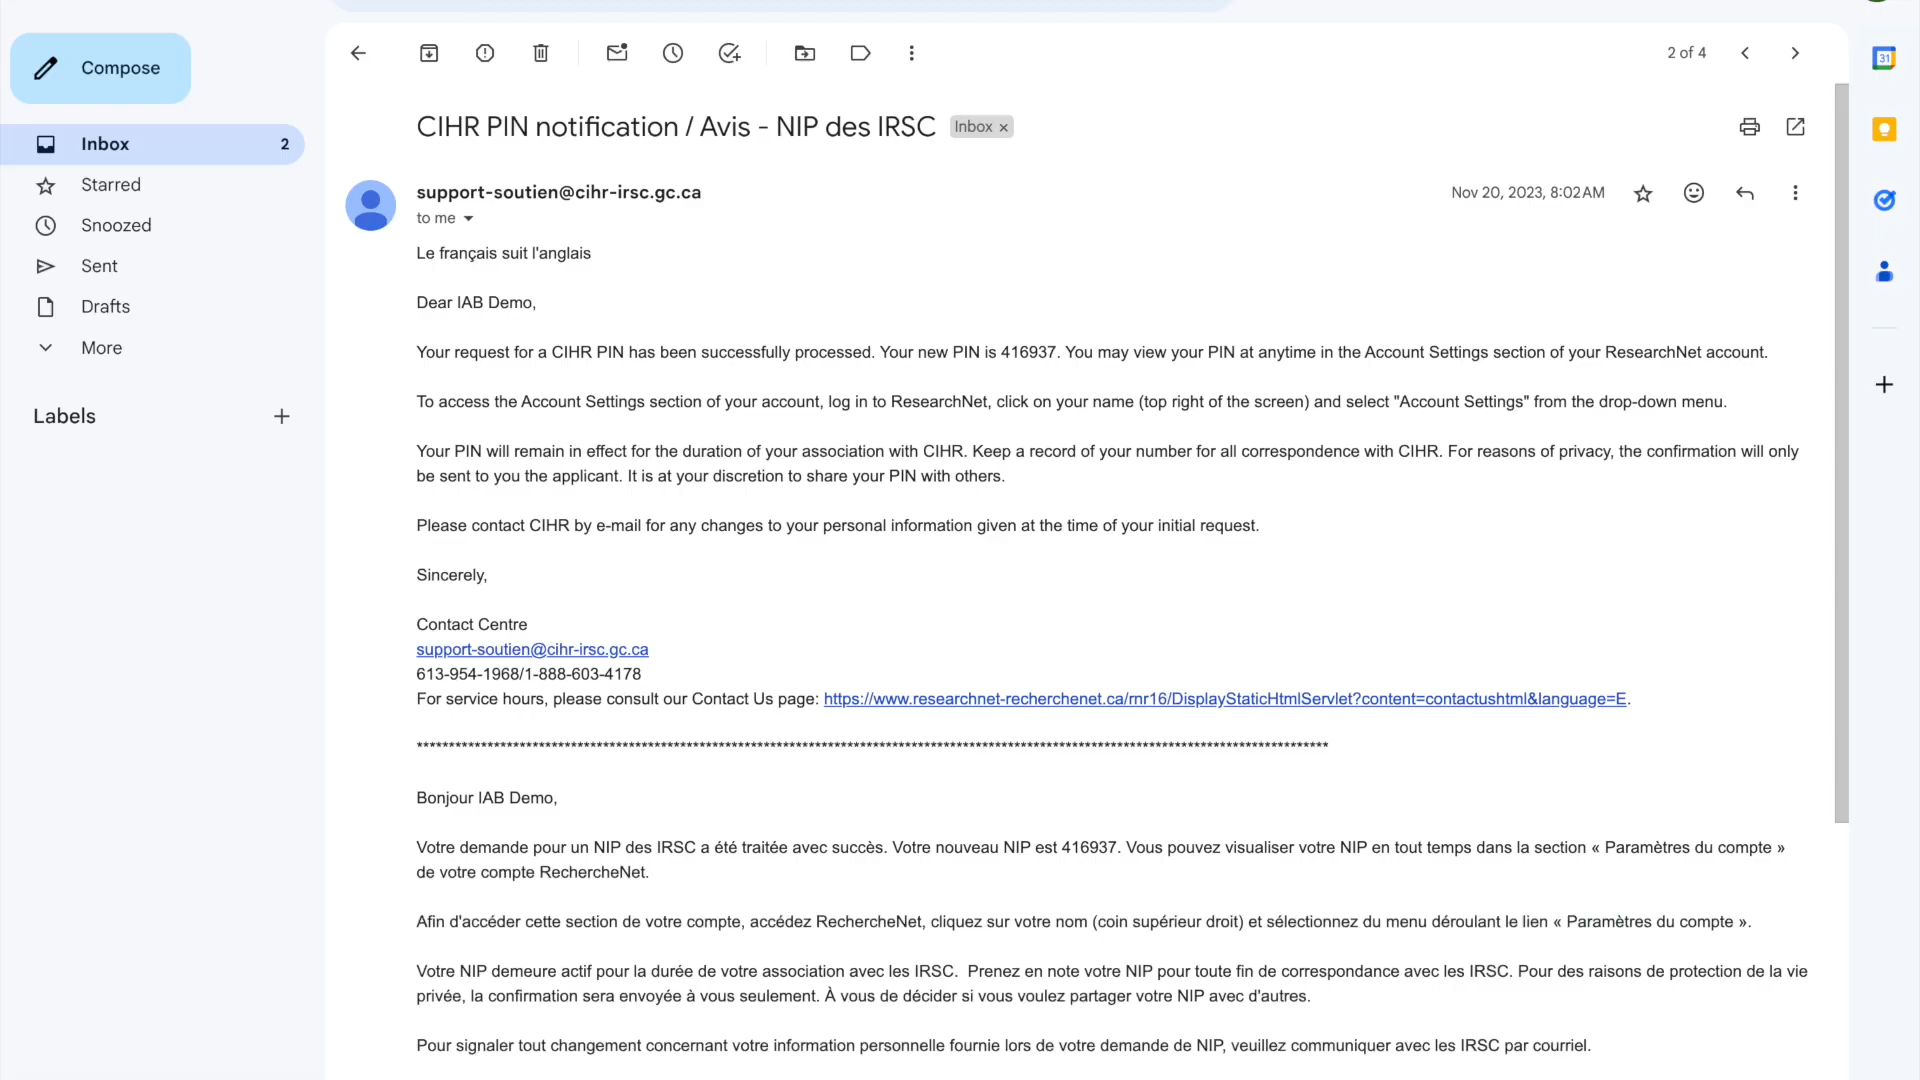 Compose
Inbox 2
Starred
Snoozed
Sent
Drafts
More
Labels
2 of 4
31
CIHR PIN notification / Avis - NIP des IRSC Inbox ×
support-soutien@cihr-irsc.gc.ca
Nov 20, 2023, 8:02 AM
to me
Le français suit l'anglais
Dear IAB Demo,
Your request for a CIHR PIN has been successfully processed. Your new PIN is 416937. You may view your PIN at anytime in the Account Settings section of your ResearchNet account.
To access the Account Settings section of your account, log in to ResearchNet, click on your name (top right of the screen) and select "Account Settings" from the drop-down menu.
Your PIN will remain in effect for the duration of your association with CIHR. Keep a record of your number for all correspondence with CIHR. For reasons of privacy, the confirmation will only
be sent to you the applicant. It is at your discretion to share your PIN with others.
Please contact CIHR by e-mail for any changes to your personal information given at the time of your initial request.
Sincerely,
Contact Centre
support-soutien@cihr-irsc.gc.ca
613-954-1968/1-888-603-4178
For service hours, please consult our Contact Us page: https://www.researchnet-recherchenet.ca/rnr16/DisplayStaticHtmlServlet?content=contactushtml&language=E.
Bonjour IAB Demo,
Votre demande pour un NIP des IRSC a été traitée avec succès. Votre nouveau NIP est 416937. Vous pouvez visualiser votre NIP en tout temps dans la section « Paramètres du compte »
de votre compte RechercheNet.
Afin d'accéder cette section de votre compte, accédez RechercheNet, cliquez sur votre nom (coin supérieur droit) et sélectionnez du menu déroulant le lien « Paramètres du compte ».
Votre NIP demeure actif pour la durée de votre association avec les IRSC. Prenez en note votre NIP pour toute fin de correspondance avec les IRSC. Pour des raisons de protection de la vie
privée, la confirmation sera envoyée à vous seulement. À vous de décider si vous voulez partager votre NIP avec d'autres.
Pour signaler tout changement concernant votre information personnelle fournie lors de votre demande de NIP, veuillez communiquer avec les IRSC par courriel.